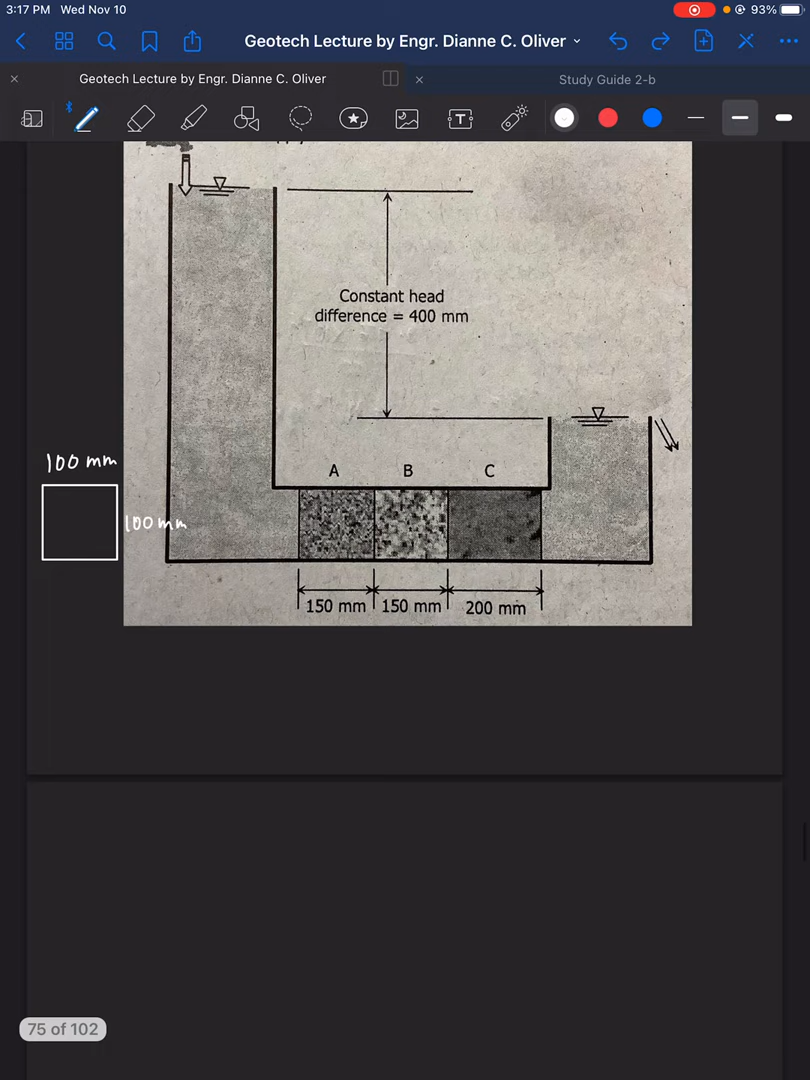 3:17 PM Wed Nov 10
93%
Geotech Lecture by Engr. Dianne C. Oliver
Geotech Lecture by Engr. Dianne C. Oliver
Study Guide 2-b
T
Constant head
difference = 400 mm
A B C
100 mm
100 mm
150 mm 150 mm 200 mm
75 of 102